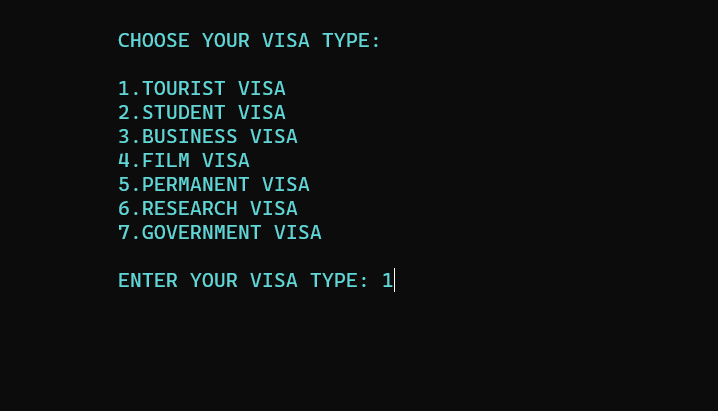 CHOOSE YOUR VISA TYPE:
1.TOURIST VISA
2.STUDENT VISA
3.BUSINESS VISA
4.FILM VISA
5.PERMANENT VISA
6.RESEARCH VISA
7.GOVERNMENT VISA
ENTER YOUR VISA TYPE: 1